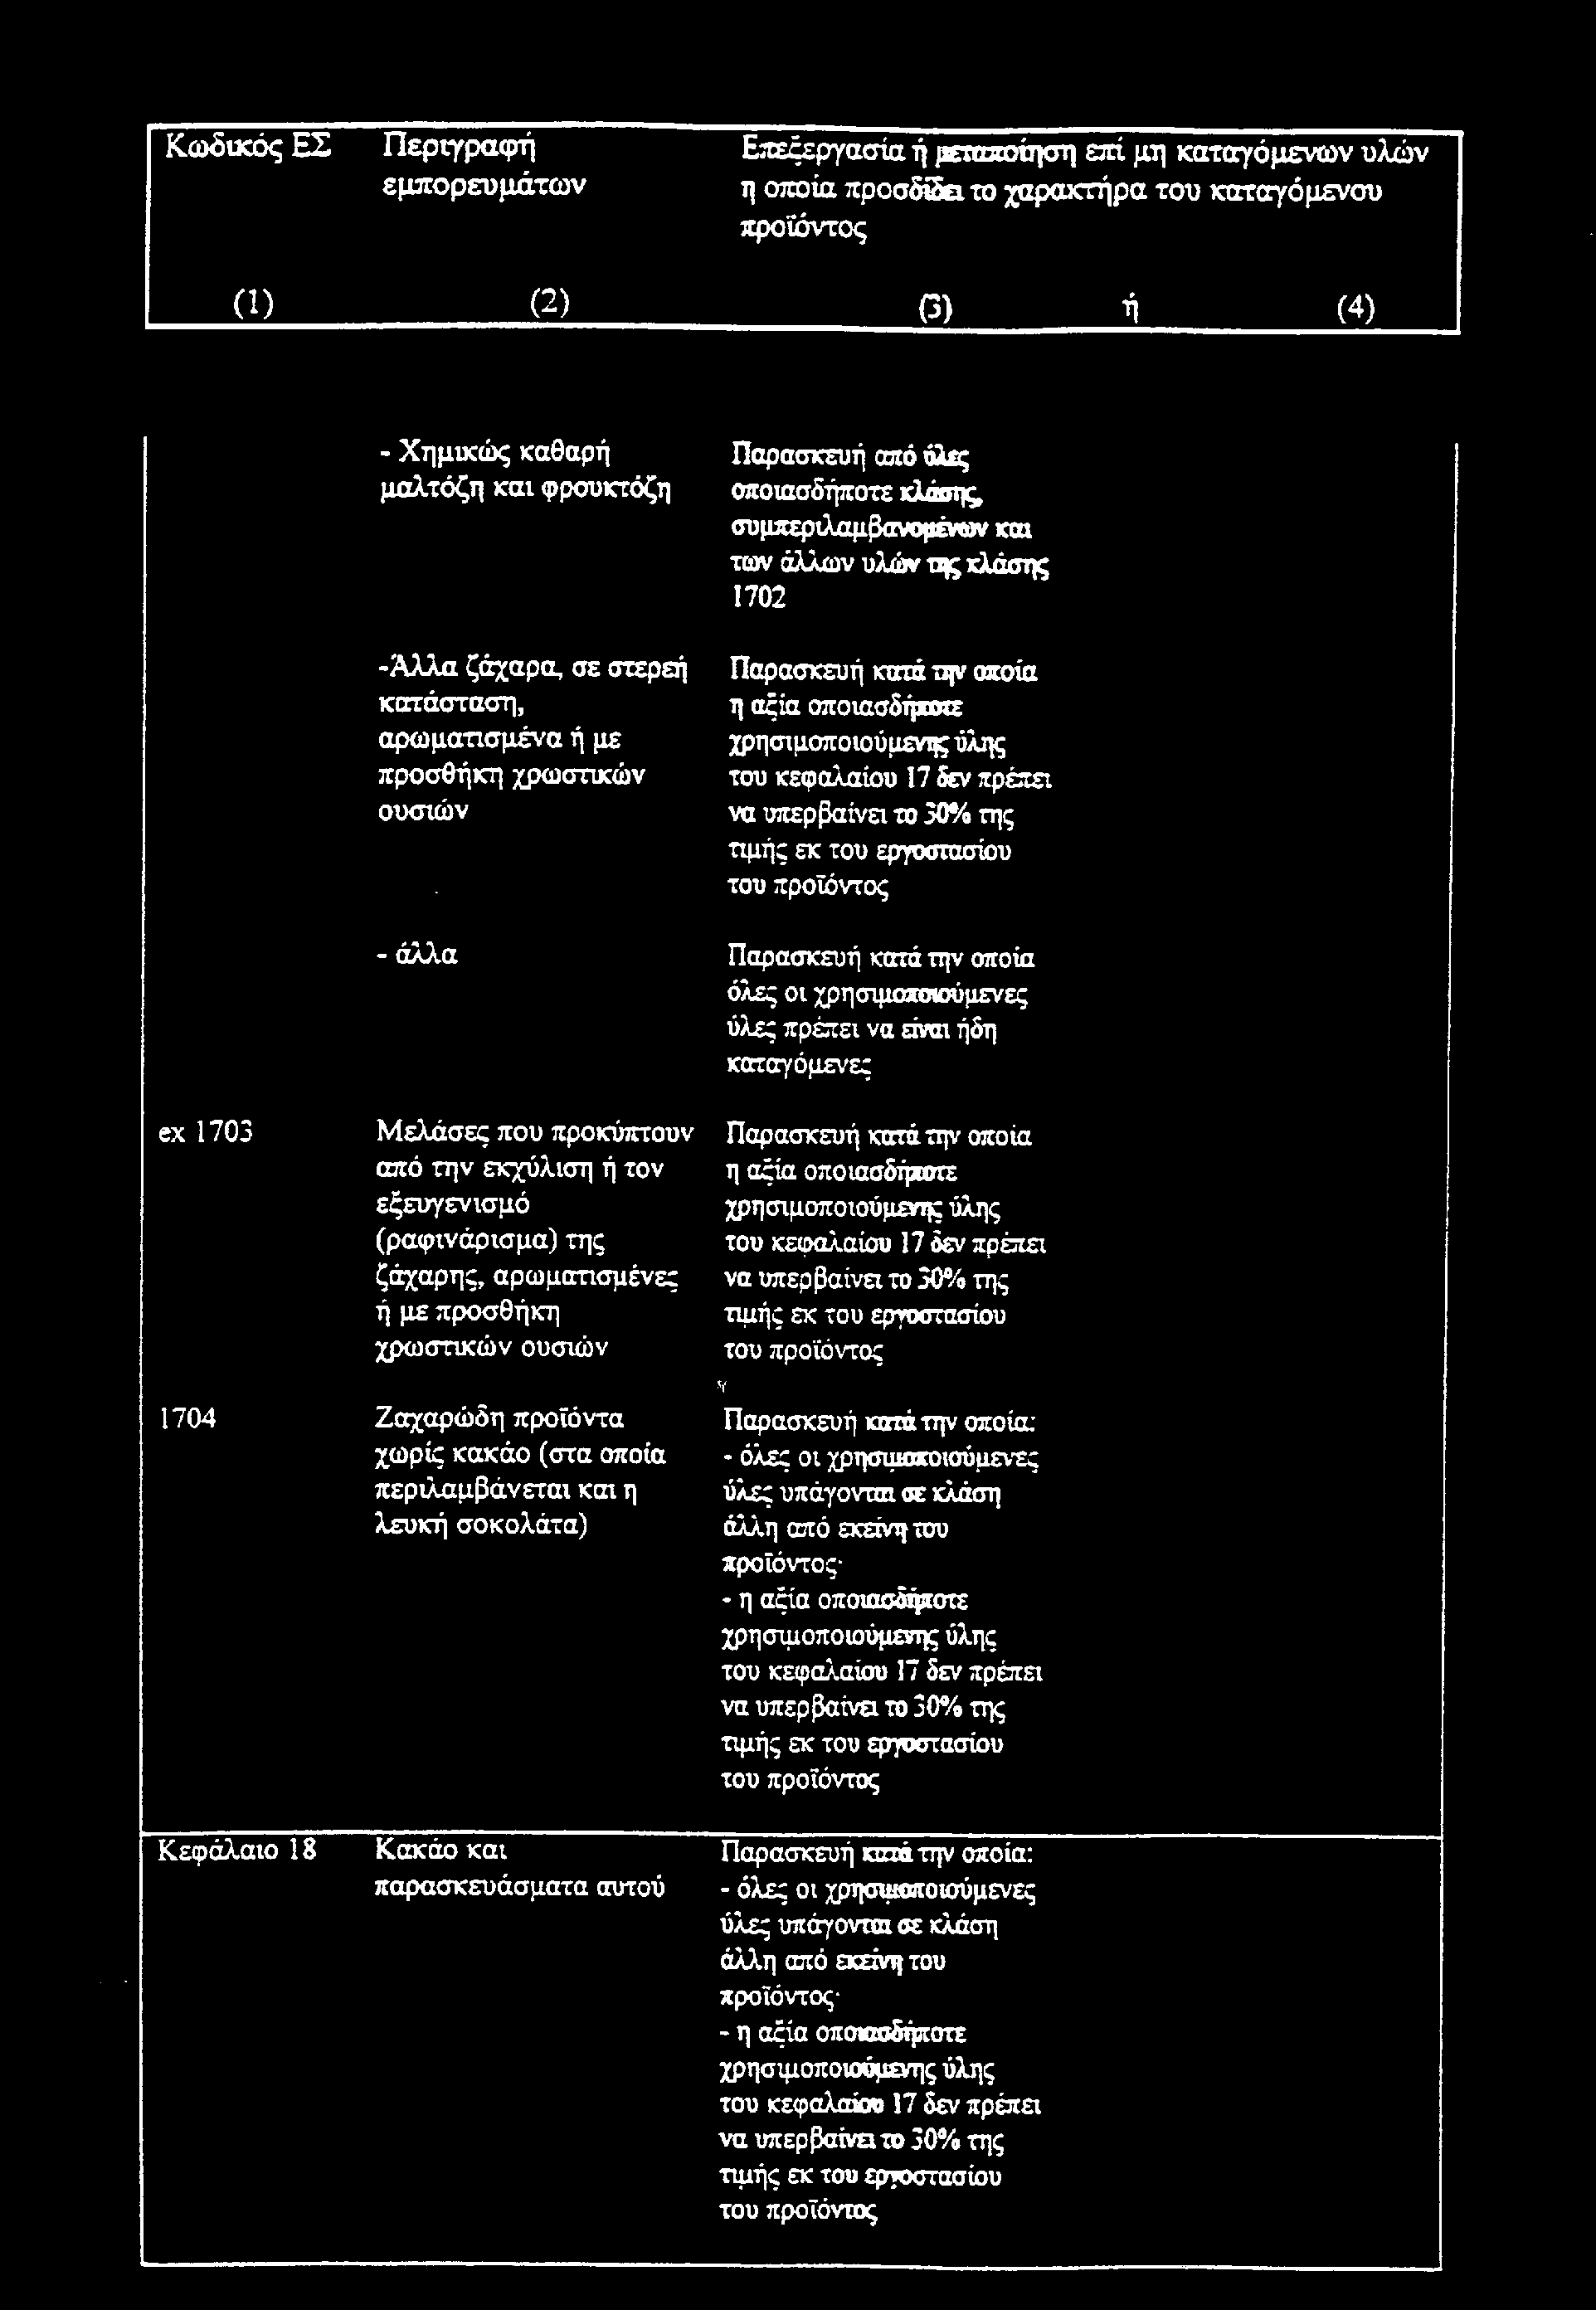 Κωδικός ΕΣ
Περιγραφή
εμπορευμάτων
Επεξεργασία ή μεταποίηση επί μη καταγόμενων υλών
η οποία προσδίδει το χαρακτήρα του καταγόμενου
προϊόντος
(1)
(2)
(3)
ή
(4)
- Χημικώς καθαρή
μαλτόζη και φρουκτόζη
Παρασκευή από ύλες
οποιασδήποτε κλάσης,
συμπεριλαμβανομένων και
των άλλων υλών της κλάσης
1702
-Άλλα ζάχαρα, σε στερεή
κατάσταση,
αρωματισμένα ή με
προσθήκη χρωστικών
ουσιών
Παρασκευή κατά την οποία
η αξία οποιασδήποτε
χρησιμοποιούμενης ύλης
του κεφαλαίου 17 δεν πρέπει
να υπερβαίνει το 30% της
τιμής εκ του εργοστασίου
του προϊόντος
- άλλα
Παρασκευή κατά την οποία
όλες οι χρησιμοποιούμενες
ύλες πρέπει να είναι ήδη
καταγόμενες
ex 1703
Μελάσες που προκύπτουν
από την εκχύλιση ή τον
εξευγενισμό
(ραφινάρισμα) της
ζάχαρης, αρωματισμένες
ή με προσθήκη
χρωστικών ουσιών
Παρασκευή κατά την οποία
η αξία οποιασδήποτε
χρησιμοποιούμενης ύλης
του κεφαλαίου 17 δεν πρέπει
να υπερβαίνει το 30% της
τιμής εκ του εργοστασίου
του προϊόντος
1704
Ζαχαρώδη προϊόντα
χωρίς κακάο (στα οποία
περιλαμβάνεται και η
λευκή σοκολάτα)
Παρασκευή κατά την οποία:
- όλες οι χρησιμοποιούμενες
ύλες υπάγονται σε κλάση
άλλη από εκείνη του
προϊόντος·
- η αξία οποιασδήποτε
χρησιμοποιούμενης ύλης
του κεφαλαίου 17 δεν πρέπει
να υπερβαίνει το 30% της
τιμής εκ του εργοστασίου
του προϊόντος
Κεφάλαιο 18
Κακάο και
παρασκευάσματα αυτού
Παρασκευή κατά την οποία:
- όλες οι χρησιμοποιούμενες
ύλες υπάγονται σε κλάση
άλλη από εκείνη του
προϊόντος·
- η αξία οποιασδήποτε
χρησιμοποιούμενης ύλης
του κεφαλαίου 17 δεν πρέπει
να υπερβαίνει το 30% της
τιμής εκ του εργοστασίου
του προϊόντος